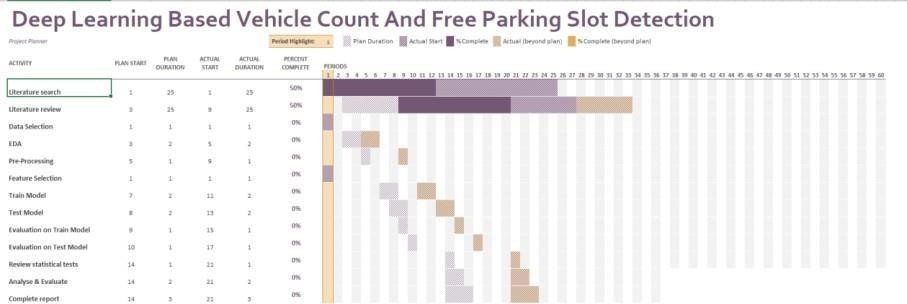 Deep Learning Based Vehicle Count And Free Parking Slot Detection
Project Planner Period Highlight: 1 Plan Duration Actual Start % Complete Actual (beyond plan) % Complete (beyond plan)
ACTIVITY PLAN START PLAN DURATION ACTUAL START ACTUAL DURATION PERCENT COMPLETE PERIODS
1 2 3 4 5 6 7 8 9 10 11 12 13 14 15 16 17 18 19 20 21 22 23 24 25 26 27 28 29 30 31 32 33 34 35 36 37 38 39 40 41 42 43 44 45 46 47 48 49 50 51 52 53 54 55 56 57 58 59 60
Literature search 1 25 1 25 50%
Literature review 3 25 9 25 50%
Data Selection 1 1 1 1 0%
EDA 3 2 5 2 0%
Pre-Processing 5 1 9 1 0%
Feature Selection 1 1 1 1 0%
Train Model 7 2 11 2 0%
Test Model 8 2 13 2 0%
Evaluation on Train Model 9 1 15 1 0%
Evaluation on Test Model 10 1 17 1 0%
Review statistical tests 14 1 21 1 0%
Analyse & Evaluate 14 2 21 2 0%
Complete report 14 3 21 3 0%